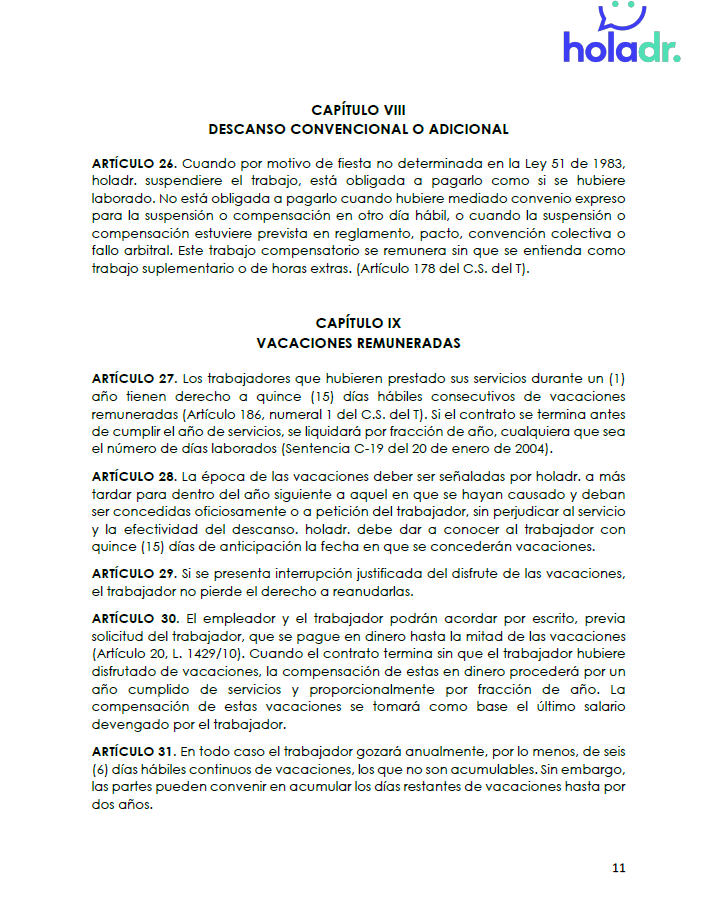 holadr.
CAPÍTULO VIII
DESCANSO CONVENCIONAL O ADICIONAL
ARTÍCULO 26. Cuando por motivo de fiesta no determinada en la Ley 51 de 1983,
holadr. suspendiere el trabajo, está obligada a pagarlo como si se hubiere
laborado. No está obligada a pagarlo cuando hubiere mediado convenio expreso
para la suspensión o compensación en otro día hábil, o cuando la suspensión o
compensación estuviere prevista en reglamento, pacto, convención colectiva o
fallo arbitral. Este trabajo compensatorio se remunera sin que se entienda como
trabajo suplementario o de horas extras. (Artículo 178 del C.S. del T).
CAPÍTULO IX
VACACIONES REMUNERADAS
ARTÍCULO 27. Los trabajadores que hubieren prestado sus servicios durante un (1)
año tienen derecho a quince (15) días hábiles consecutivos de vacaciones
remuneradas (Artículo 186, numeral 1 del C.S. del T). Si el contrato se termina antes
de cumplir el año de servicios, se liquidará por fracción de año, cualquiera que sea
el número de días laborados (Sentencia C-19 del 20 de enero de 2004).
ARTÍCULO 28. La época de las vacaciones deber ser señaladas por holadr. a más
tardar para dentro del año siguiente a aquel en que se hayan causado y deban
ser concedidas oficiosamente o a petición del trabajador, sin perjudicar al servicio
y la efectividad del descanso. holadr. debe dar a conocer al trabajador con
quince (15) días de anticipación la fecha en que se concederán vacaciones.
ARTÍCULO 29. Si se presenta interrupción justificada del disfrute de las vacaciones,
el trabajador no pierde el derecho a reanudarlas.
ARTÍCULO 30. El empleador y el trabajador podrán acordar por escrito, previa
solicitud del trabajador, que se pague en dinero hasta la mitad de las vacaciones
(Artículo 20, L. 1429/10). Cuando el contrato termina sin que el trabajador hubiere
disfrutado de vacaciones, la compensación de estas en dinero procederá por un
año cumplido de servicios y proporcionalmente por fracción de año. La
compensación de estas vacaciones se tomará como base el último salario
devengado por el trabajador.
ARTÍCULO 31. En todo caso el trabajador gozará anualmente, por lo menos, de seis
(6) días hábiles continuos de vacaciones, los que no son acumulables. Sin embargo,
las partes pueden convenir en acumular los días restantes de vacaciones hasta por
dos años.
11